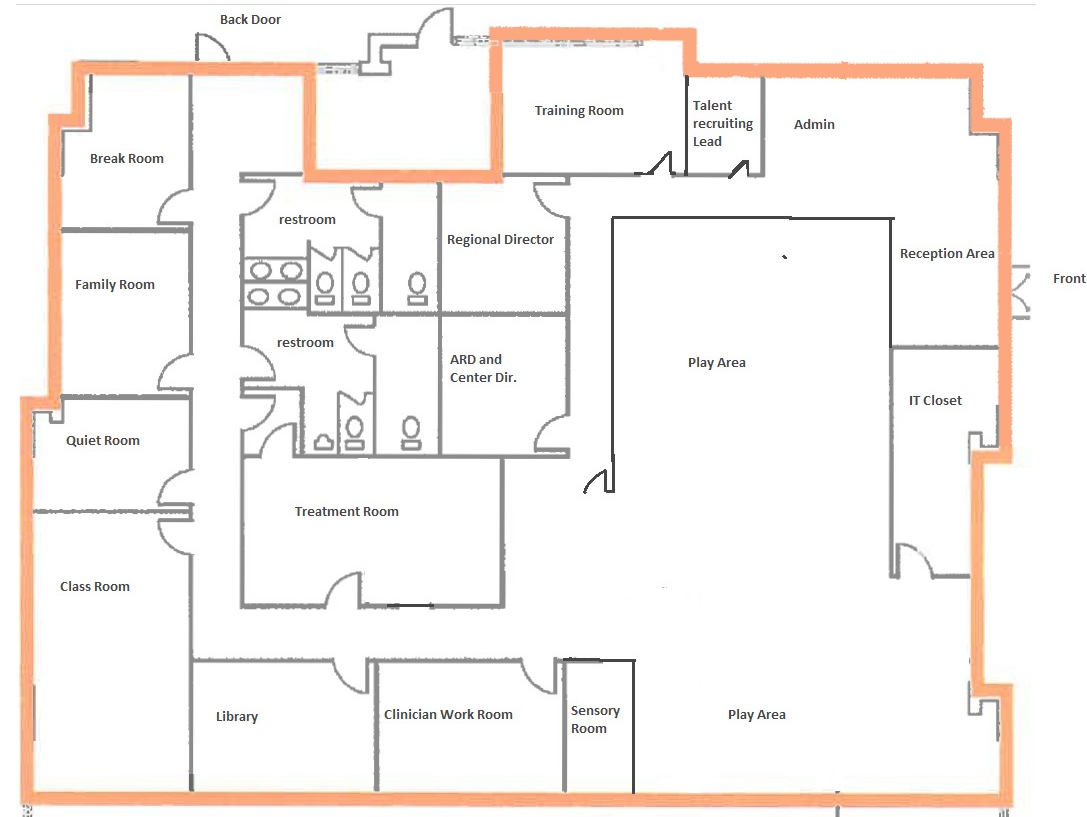 Back Door
Training Room
Talent
recruiting
Lead
Admin
Break Room
restroom
Regional Director
Reception Area
Front
Family Room
restroom
ARD and
Center Dir.
Play Area
IT Closet
Quiet Room
Treatment Room
Class Room
Library
Clinician Work Room
Sensory
Room
Play Area